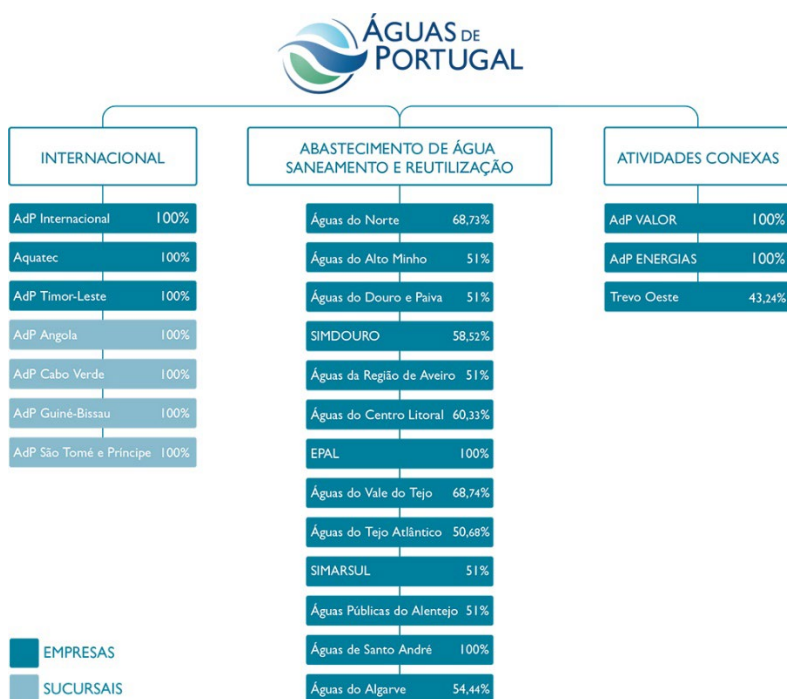 ÁGUAS DE
PORTUGAL
INTERNACIONAL
AdP Internacional 100%
Aquatec 100%
AdP Timor-Leste 100%
AdP Angola 100%
AdP Cabo Verde 100%
AdP Guiné-Bissau 100%
AdP São Tomé e Príncipe 100%
ABASTECIMENTO DE ÁGUA
SANEAMENTO E REUTILIZAÇÃO
Águas do Norte 68,73%
Águas do Alto Minho 51%
Águas do Douro e Paiva 51%
SIMDOURO 58,52%
Águas da Região de Aveiro 51%
Águas do Centro Litoral 60,33%
EPAL 100%
Águas do Vale do Tejo 68,74%
Águas do Tejo Atlântico 50,68%
SIMARSUL 51%
Águas Públicas do Alentejo 51%
Águas de Santo André 100%
Águas do Algarve 54,44%
ATIVIDADES CONEXAS
AdP VALOR 100%
AdP ENERGIAS 100%
Trevo Oeste 43,24%
EMPRESAS
SUCURSAIS